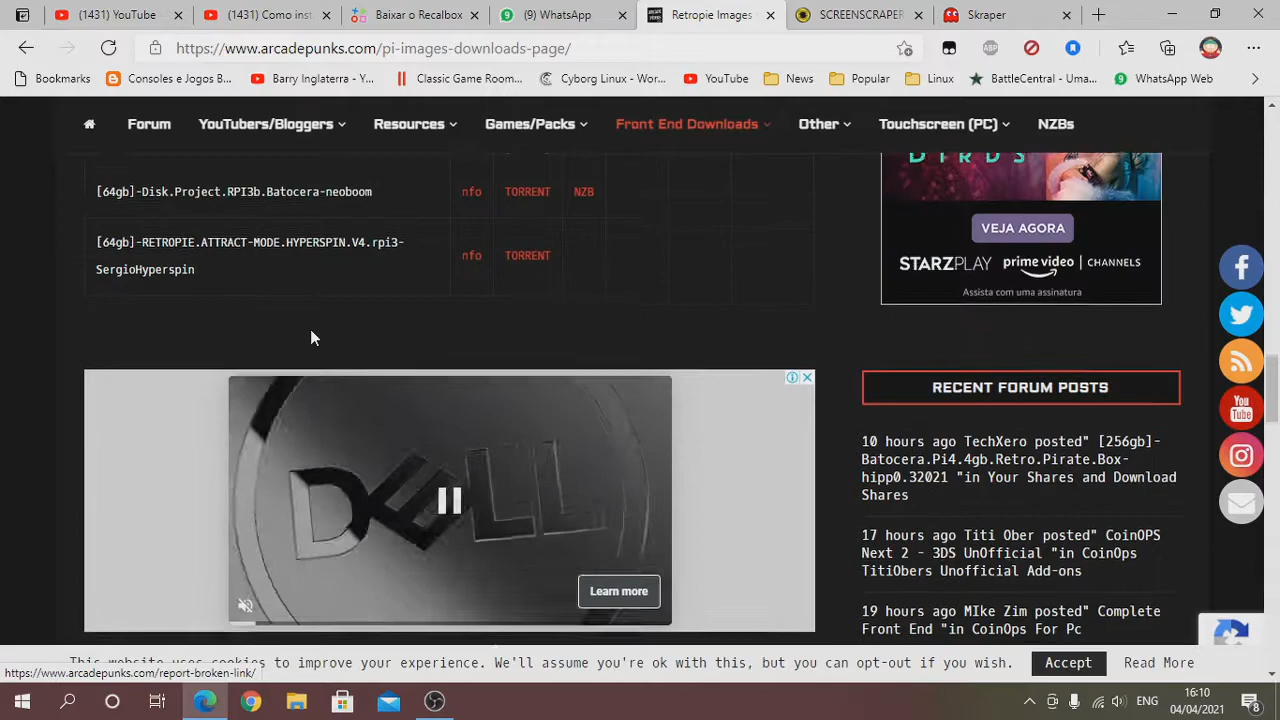 (1431) YouTube
(1431) Como inst
Baixar o Recalbox
(9) WhatsApp
Retropie Images
SCREENSCRAPER
Skraper
https://www.arcadepunks.com/pi-images-downloads-page/
ABP
Bookmarks
Consoles e Jogos B...
Barry Inglaterra - Y...
Classic Game Room...
Cyborg Linux - Wor...
YouTube
News
Popular
Linux
BattleCentral - Uma...
WhatsApp Web
Forum
YouTubers/Bloggers
Resources
Games/Packs
Front End Downloads
Other
Touchscreen (PC)
NZBs
[64gb]-Disk.Project.RPI3b.Batocera-neoboom
nfo
TORRENT
NZB
[64gb]-RETROPIE.ATTRACT-MODE.HYPERSPIN.V4.rpi3-
SergioHyperspin
nfo
TORRENT
VEJA AGORA
STARZPLAY
prime video
CHANNELS
Assista com uma assinatura
DELL
Learn more
RECENT FORUM POSTS
10 hours ago TechXero posted" [256gb]-
Batocera.Pi4.4gb.Retro.Pirate.Box-
hipp0.32021 "in Your Shares and Download
Shares
17 hours ago Titi Ober posted" CoinOPS
Next 2 - 3DS UnOfficial "in CoinOps
TitiObers Unofficial Add-ons
19 hours ago MIke Zim posted" Complete
Front End "in CoinOps For Pc
You
Tube
This website uses cookies to improve your experience. We'll assume you're ok with this, but you can opt-out if you wish.
Accept
Read More
https://www.arcadepunks.com/report-broken-link/
ENG
16:10
04/04/2021
8